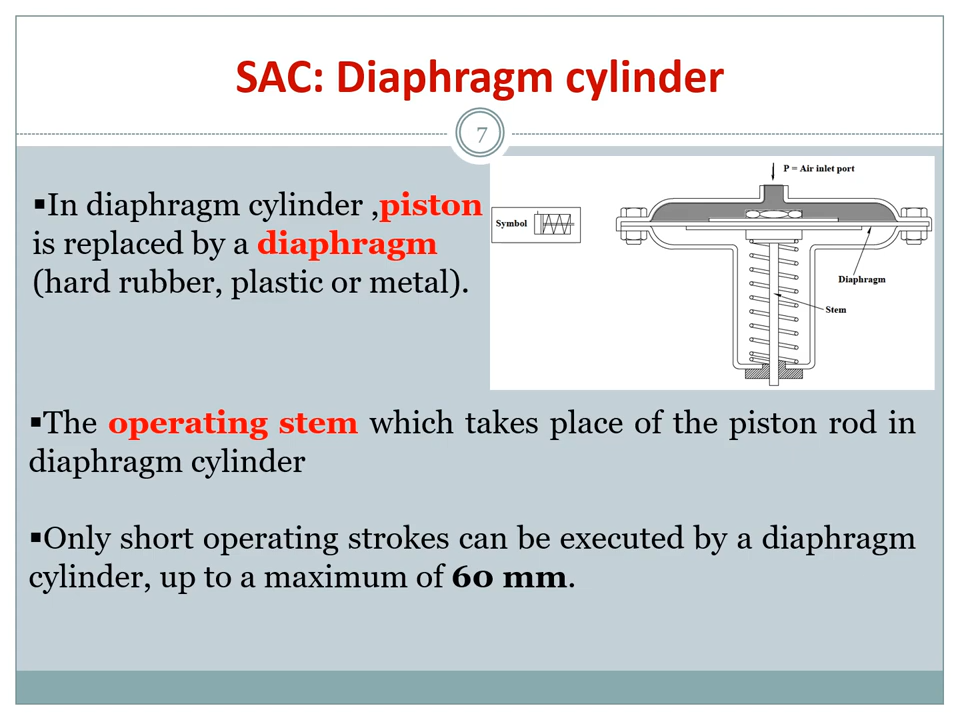 SAC: Diaphragm cylinder
7
▪In diaphragm cylinder ,piston
is replaced by a diaphragm
(hard rubber, plastic or metal).
P = Air inlet port
Symbol
Diaphragm
Stem
▪The operating stem which takes place of the piston rod in
diaphragm cylinder
▪Only short operating strokes can be executed by a diaphragm
cylinder, up to a maximum of 60 mm.